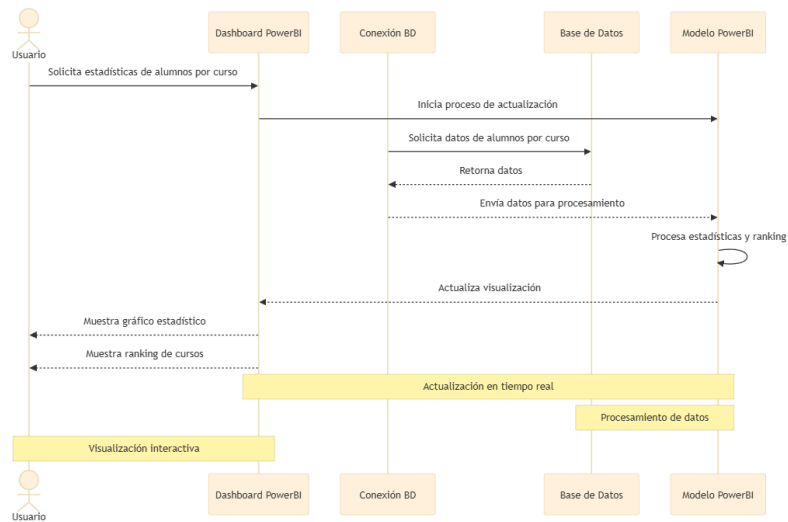 Dashboard PowerBI
Conexión BD
Base de Datos
Modelo PowerBI
Usuario
Solicita estadísticas de alumnos por curso
Inicia proceso de actualización
Solicita datos de alumnos por curso
Retorna datos
Envía datos para procesamiento
Procesa estadísticas y ranking
Actualiza visualización
Muestra gráfico estadístico
Muestra ranking de cursos
Actualización en tiempo real
Procesamiento de datos
Visualización interactiva
Dashboard PowerBI
Conexión BD
Base de Datos
Modelo PowerBI
Usuario